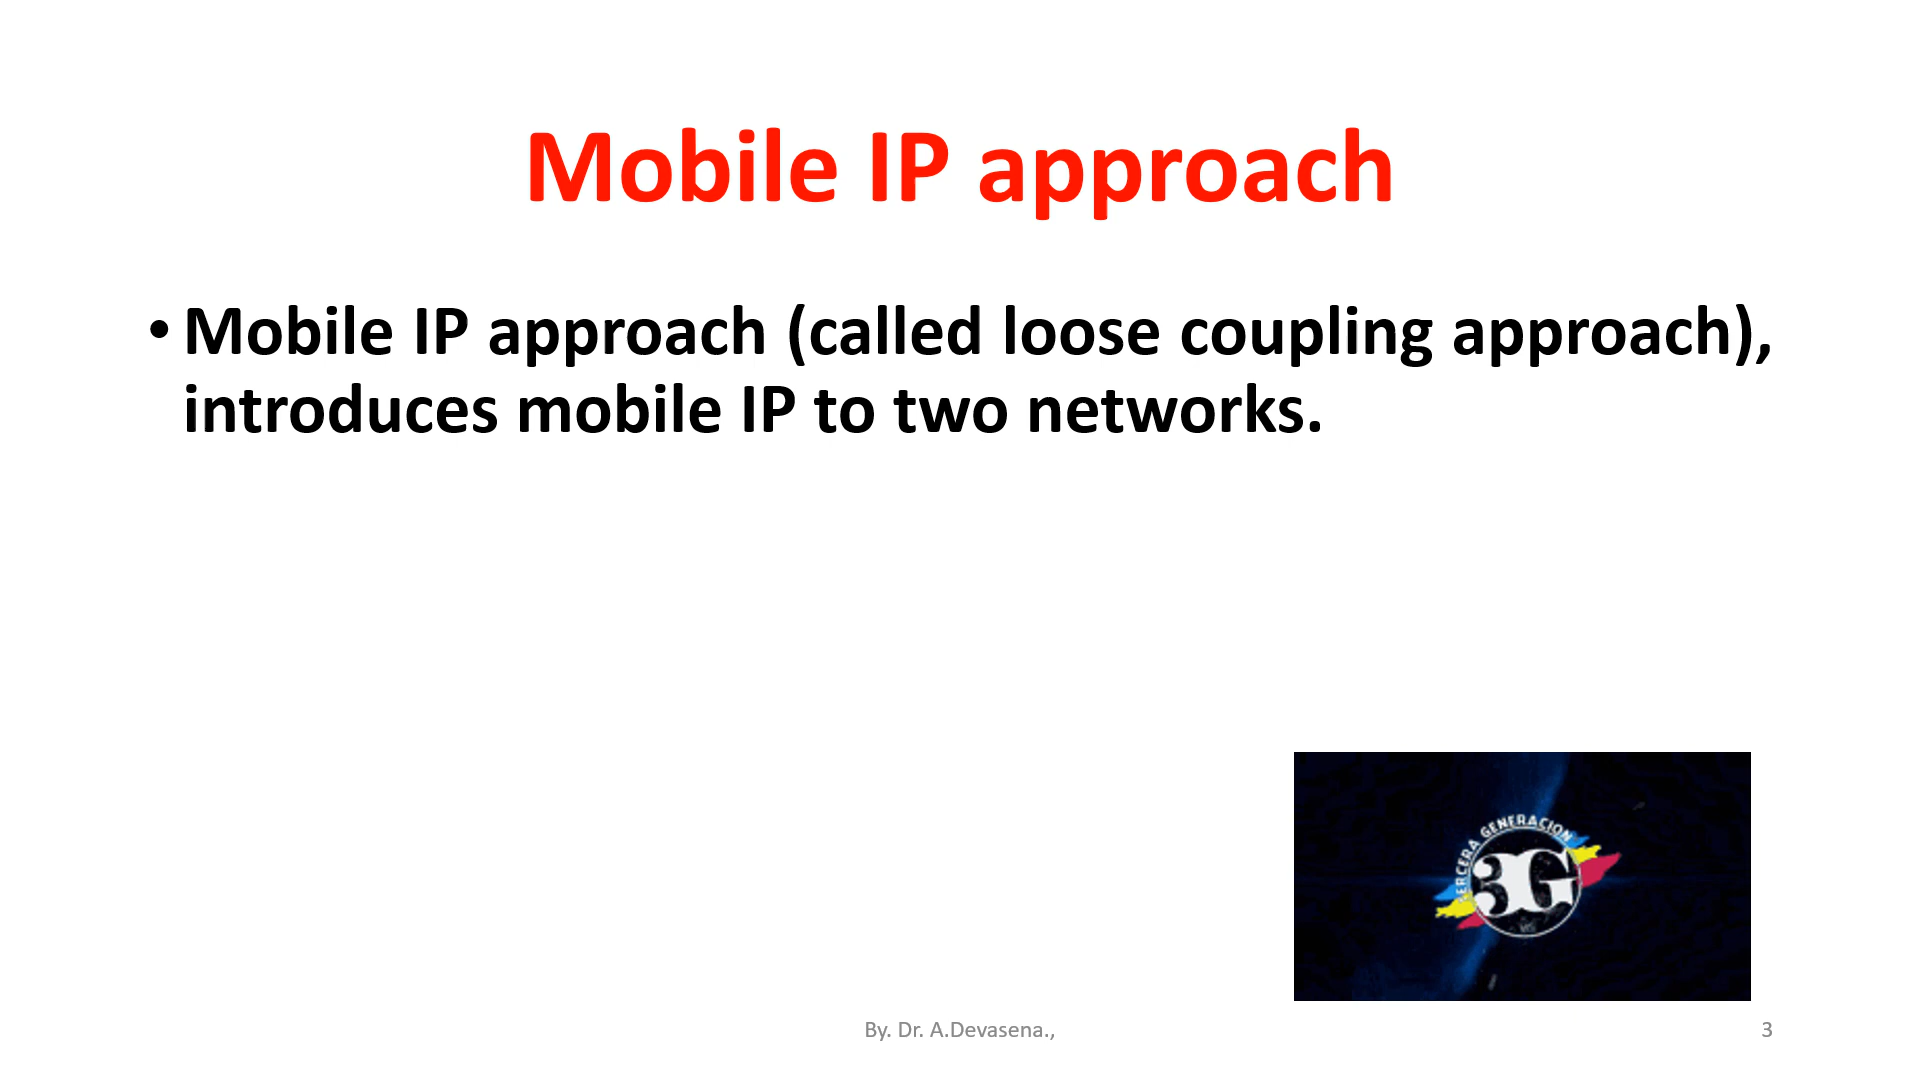 Mobile IP approach
• Mobile IP approach (called loose coupling approach),
introduces mobile IP to two networks.
TERCERA GENERACION
3G
By. Dr. A.Devasena.,
3